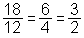 18/12 = 6/4 = 3/2